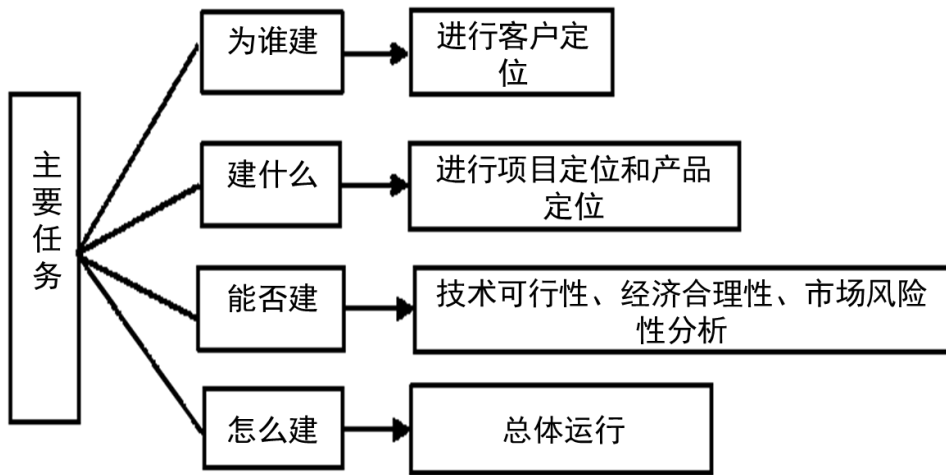 为谁建
进行客户定
位
主要任务
建什么
进行项目定位和产品
定位
能否建
技术可行性、经济合理性、市场风险
性分析
怎么建
总体运行